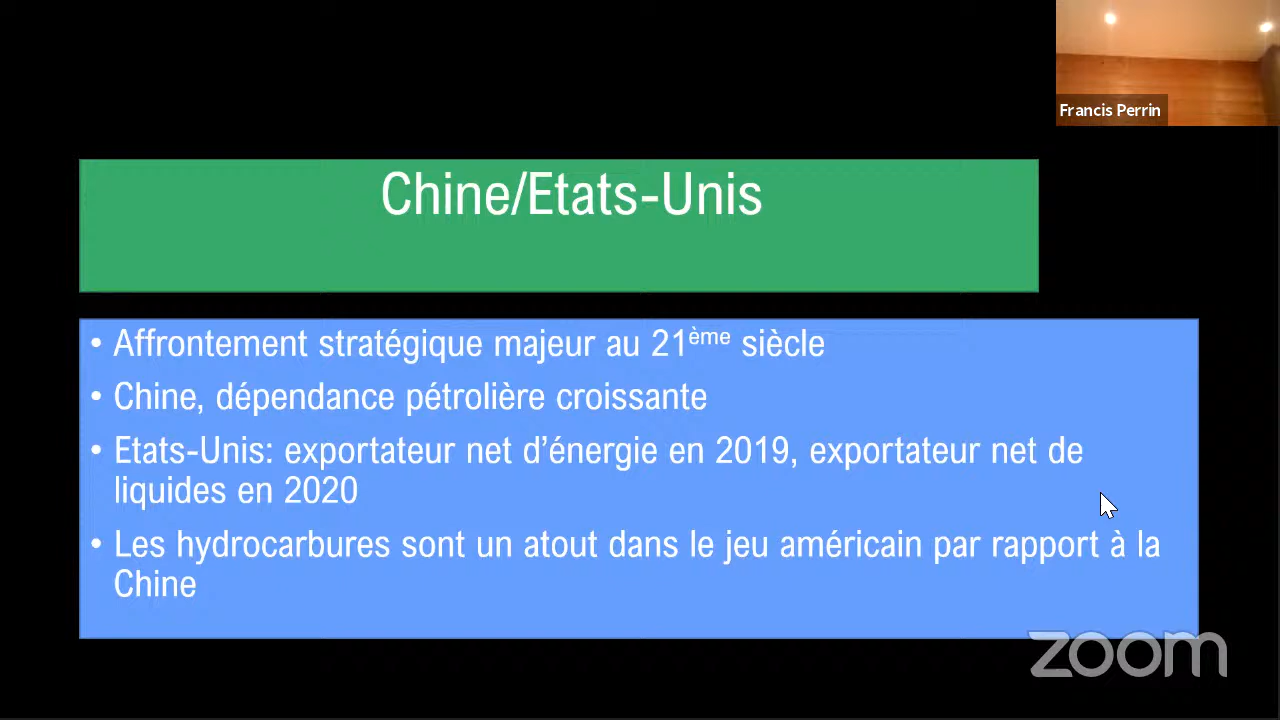 Francis Perrin
Chine/Etats-Unis
• Affrontement stratégique majeur au 21ème siècle
• Chine, dépendance pétrolière croissante
• Etats-Unis: exportateur net d’énergie en 2019, exportateur net de
liquides en 2020
• Les hydrocarbures sont un atout dans le jeu américain par rapport à la
Chine
zoom